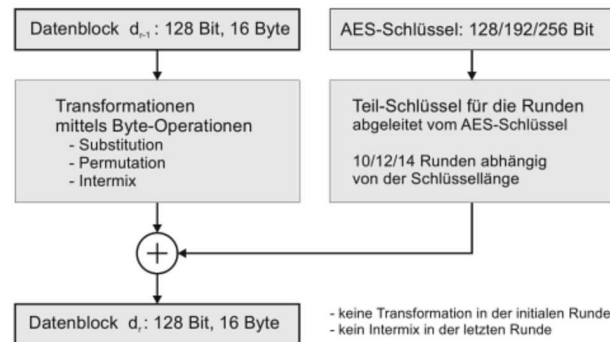 Datenblock dᵣ₋₁: 128 Bit, 16 Byte
AES-Schlüssel: 128/192/256 Bit
Transformationen
mittels Byte-Operationen
- Substitution
- Permutation
- Intermix
Teil-Schlüssel für die Runden
abgeleitet vom AES-Schlüssel
10/12/14 Runden abhängig
von der Schlüssellänge
+
Datenblock dᵣ: 128 Bit, 16 Byte
- keine Transformation in der initialen Runde
- kein Intermix in der letzten Runde